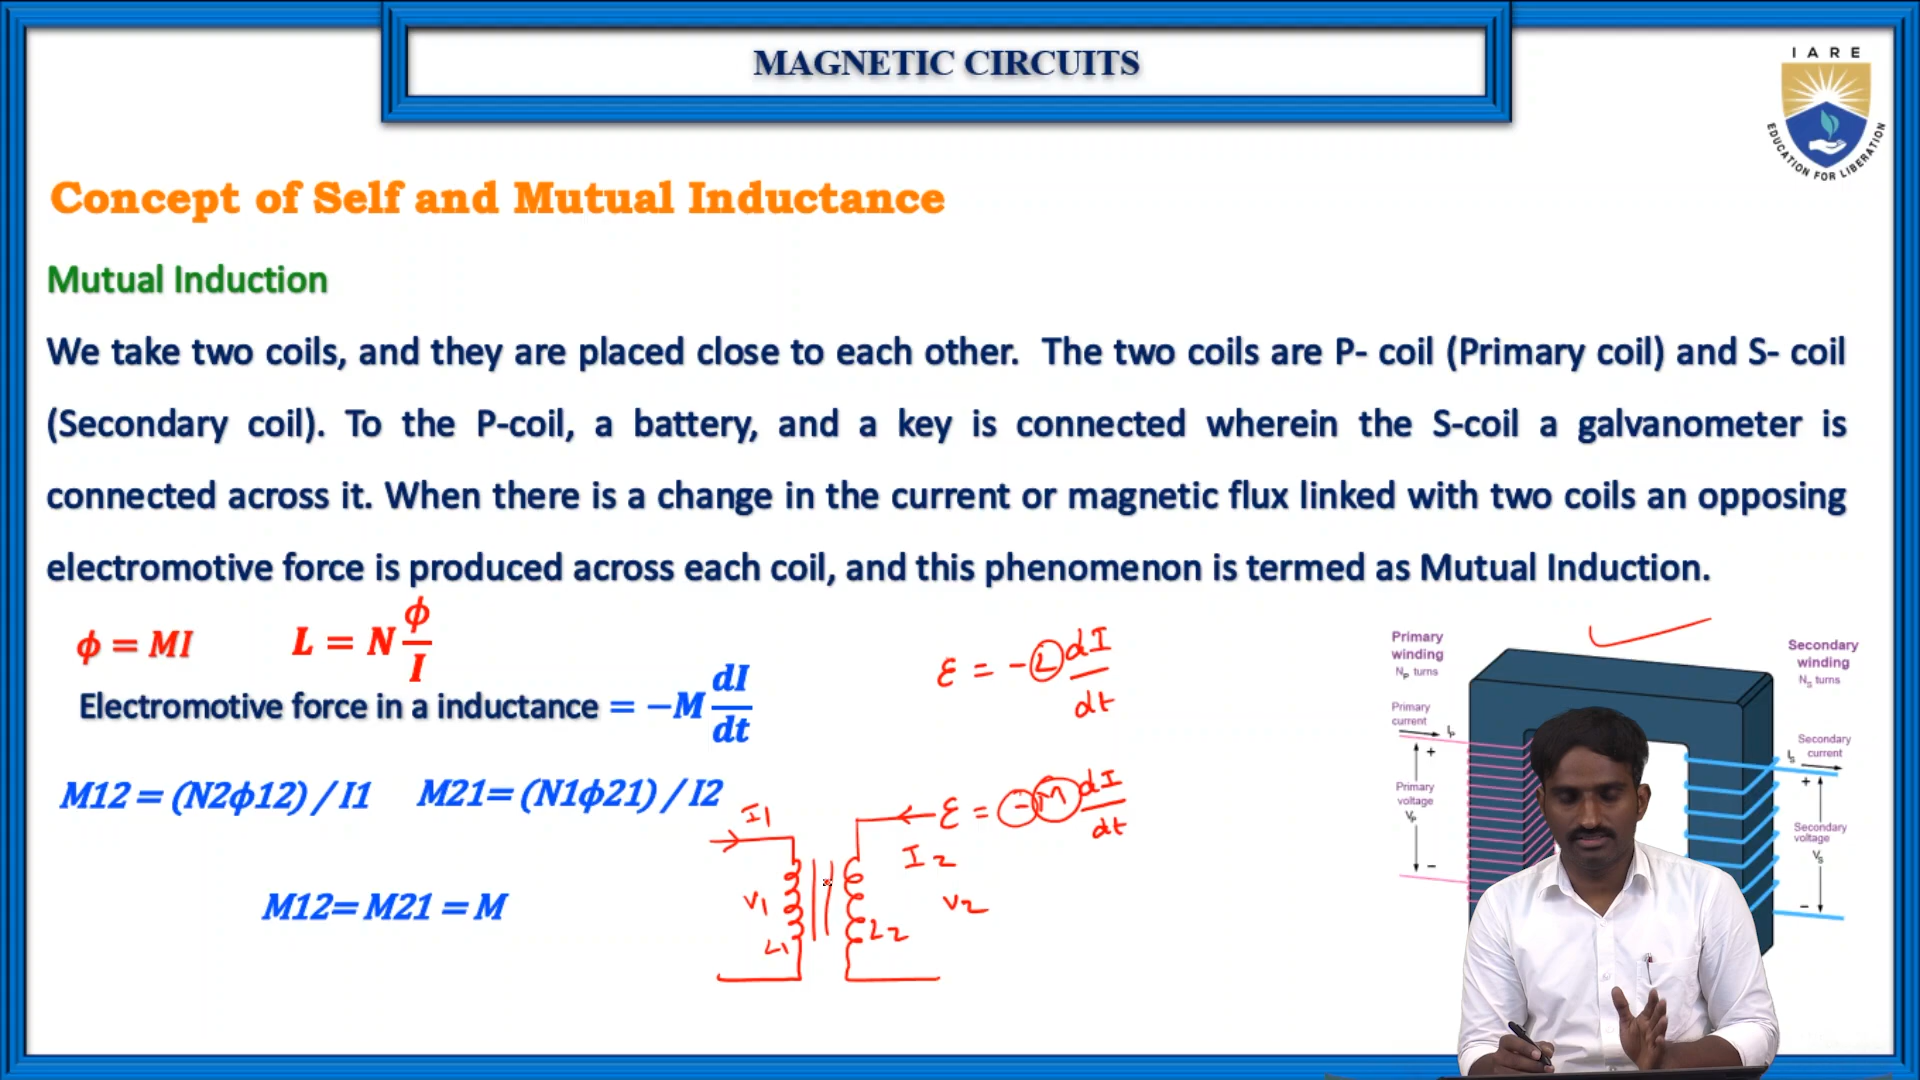 MAGNETIC CIRCUITS
IARE
EDUCATION FOR LIBERATION
Concept of Self and Mutual Inductance
Mutual Induction
We take two coils, and they are placed close to each other. The two coils are P- coil (Primary coil) and S- coil
(Secondary coil). To the P-coil, a battery, and a key is connected wherein the S-coil a galvanometer is
connected across it. When there is a change in the current or magnetic flux linked with two coils an opposing
electromotive force is produced across each coil, and this phenomenon is termed as Mutual Induction.
ϕ = MI
L = N ϕ/I
Electromotive force in a inductance = −M dI/dt
M12 = (N2ϕ12) / I1
M21= (N1ϕ21) / I2
M12= M21 = M
ε = -L dI/dt
ε = -M dI/dt
I1
V1
L1
I2
V2
L2
Primary
winding
Np turns
Primary
current
Ip
+
Primary
voltage
Vp
−
Secondary
winding
Ns turns
Secondary
current
Is
+
Secondary
voltage
Vs
−